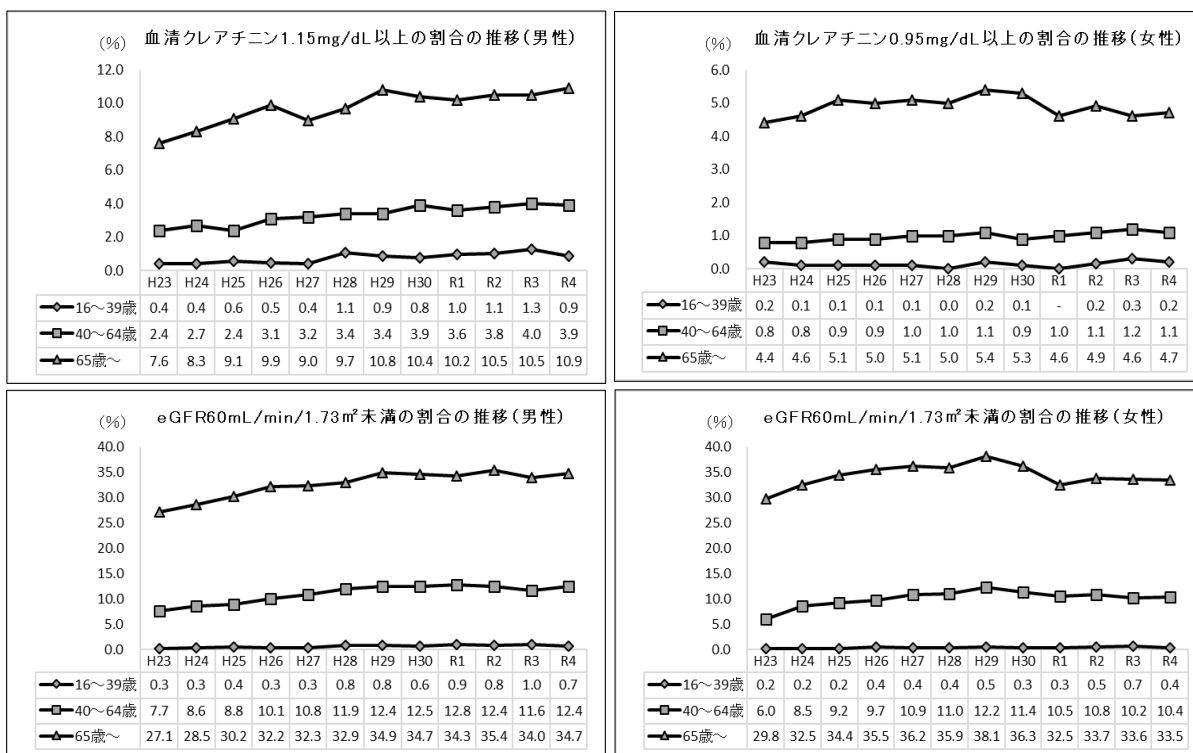 血清クレアチニン1.15mg/dL以上の割合の推移(男性)
(%)
12.0
10.0
8.0
6.0
4.0
2.0
0.0
H23 H24 H25 H26 H27 H28 H29 H30 R1 R2 R3 R4
16～39歳 0.4 0.4 0.6 0.5 0.4 1.1 0.9 0.8 1.0 1.1 1.3 0.9
40～64歳 2.4 2.7 2.4 3.1 3.2 3.4 3.4 3.9 3.6 3.8 4.0 3.9
65歳～ 7.6 8.3 9.1 9.9 9.0 9.7 10.8 10.4 10.2 10.5 10.5 10.9
血清クレアチニン0.95mg/dL以上の割合の推移(女性)
(%)
6.0
5.0
4.0
3.0
2.0
1.0
0.0
H23 H24 H25 H26 H27 H28 H29 H30 R1 R2 R3 R4
16～39歳 0.2 0.1 0.1 0.1 0.1 0.0 0.2 0.1 - 0.2 0.3 0.2
40～64歳 0.8 0.8 0.9 0.9 1.0 1.0 1.1 0.9 1.0 1.1 1.2 1.1
65歳～ 4.4 4.6 5.1 5.0 5.1 5.0 5.4 5.3 4.6 4.9 4.6 4.7
eGFR60mL/min/1.73㎡未満の割合の推移(男性)
(%)
40.0
35.0
30.0
25.0
20.0
15.0
10.0
5.0
0.0
H23 H24 H25 H26 H27 H28 H29 H30 R1 R2 R3 R4
16～39歳 0.3 0.3 0.4 0.3 0.3 0.8 0.8 0.6 0.9 0.8 1.0 0.7
40～64歳 7.7 8.6 8.8 10.1 10.8 11.9 12.4 12.5 12.8 12.4 11.6 12.4
65歳～ 27.1 28.5 30.2 32.2 32.3 32.9 34.9 34.7 34.3 35.4 34.0 34.7
eGFR60mL/min/1.73㎡未満の割合の推移(女性)
(%)
40.0
35.0
30.0
25.0
20.0
15.0
10.0
5.0
0.0
H23 H24 H25 H26 H27 H28 H29 H30 R1 R2 R3 R4
16～39歳 0.2 0.2 0.2 0.4 0.4 0.4 0.5 0.3 0.3 0.5 0.7 0.4
40～64歳 6.0 8.5 9.2 9.7 10.9 11.0 12.2 11.4 10.5 10.8 10.2 10.4
65歳～ 29.8 32.5 34.4 35.5 36.2 35.9 38.1 36.3 32.5 33.7 33.6 33.5